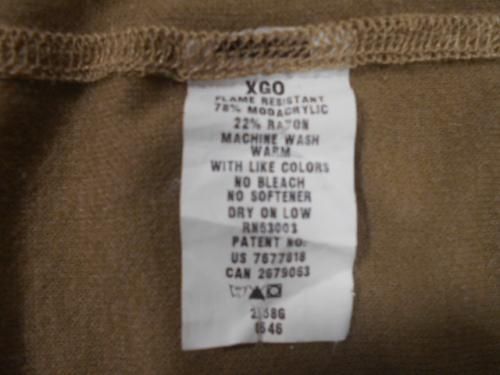 XGO
FLAME RESISTANT
78% MODACRYLIC
22% RAYON
MACHINE WASH
WARM
WITH LIKE COLORS
NO BLEACH
NO SOFTENER
DRY ON LOW
RN53003
PATENT NO.
US 7677818
CAN 2679063